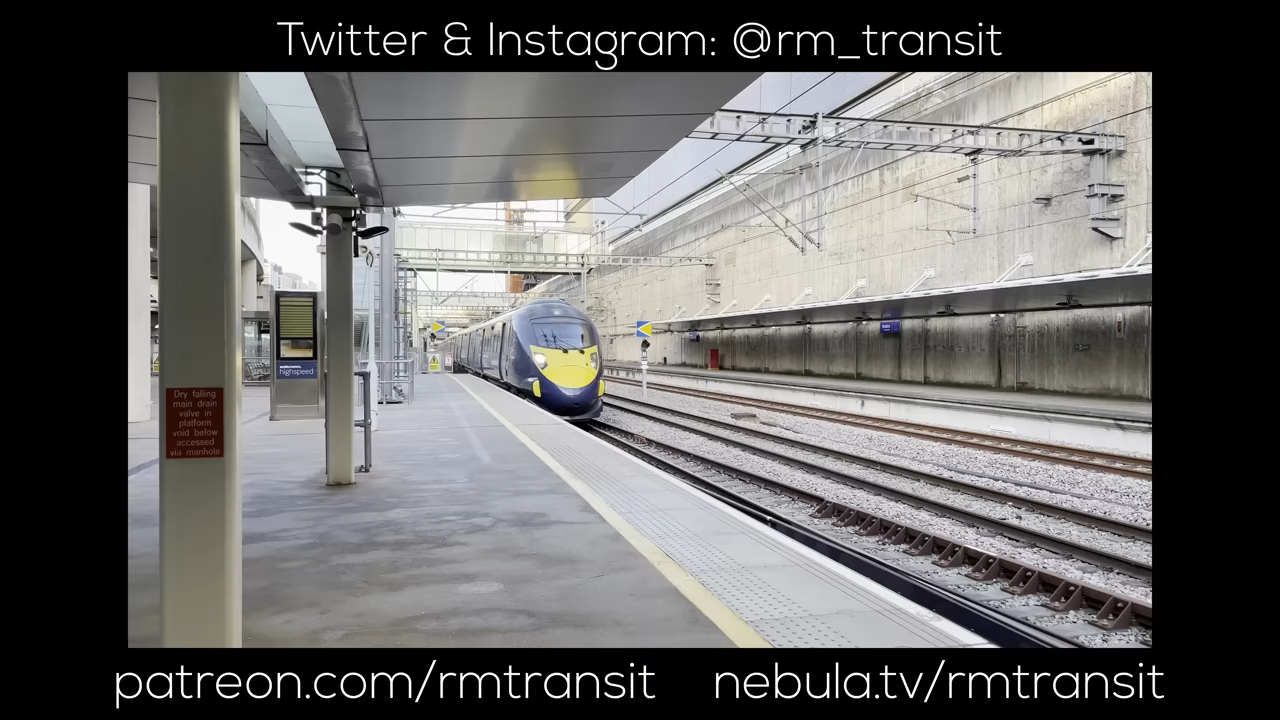 Twitter & Instagram: @rm_transit
highspeed
Dry falling
main drain
valve in
platform
void below
accessed
via manhole
patreon.com/rmtransit
nebula.tv/rmtransit